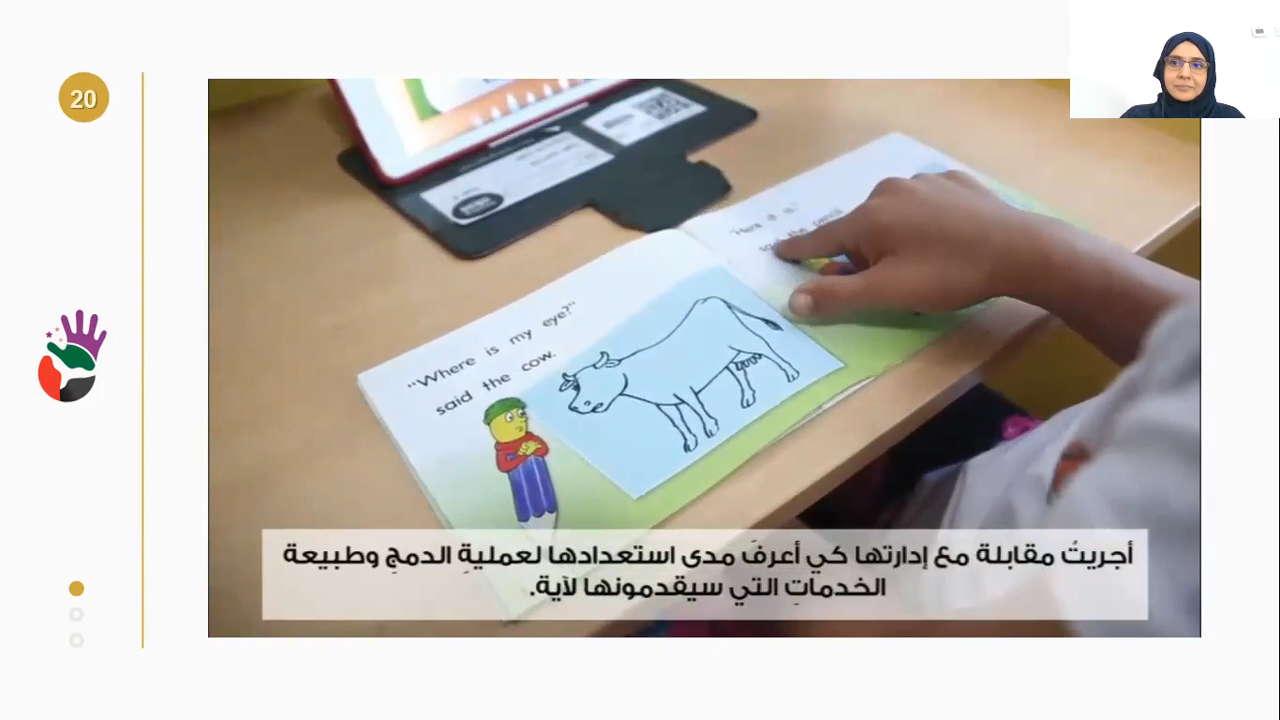 20
"Where is my eye?"
said the cow.
"Here it is."
said the pencil
أجريتُ مقابلة مع إدارتها كي أعرفَ مدى استعدادها لعمليةِ الدمجِ وطبيعة
الخدماتِ التي سيقدمونها لآية.